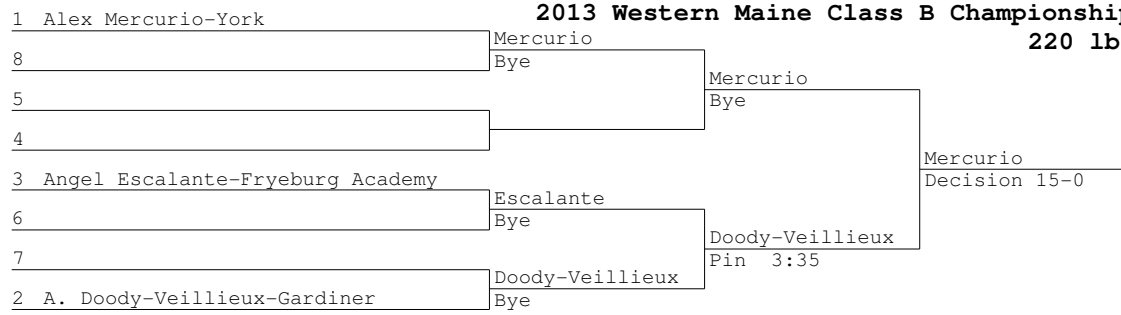 2013 Western Maine Class B Championship
220 lb
1 Alex Mercurio-York
Mercurio
8
Bye
Mercurio
5
Bye
4
Mercurio
3 Angel Escalante-Fryeburg Academy
Decision 15-0
Escalante
6
Bye
Doody-Veillieux
7
Pin 3:35
Doody-Veillieux
2 A. Doody-Veillieux-Gardiner
Bye